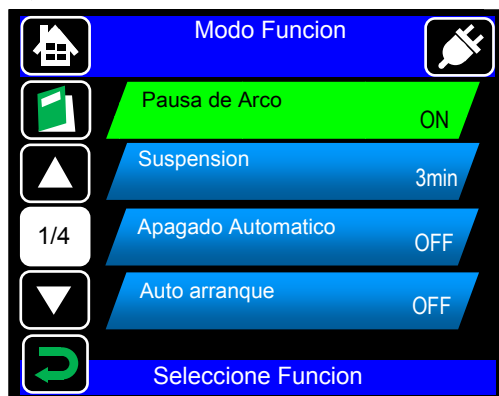 Modo Funcion
Pausa de Arco
ON
Suspension
3min
1/4
Apagado Automatico
OFF
Auto arranque
OFF
Seleccione Funcion